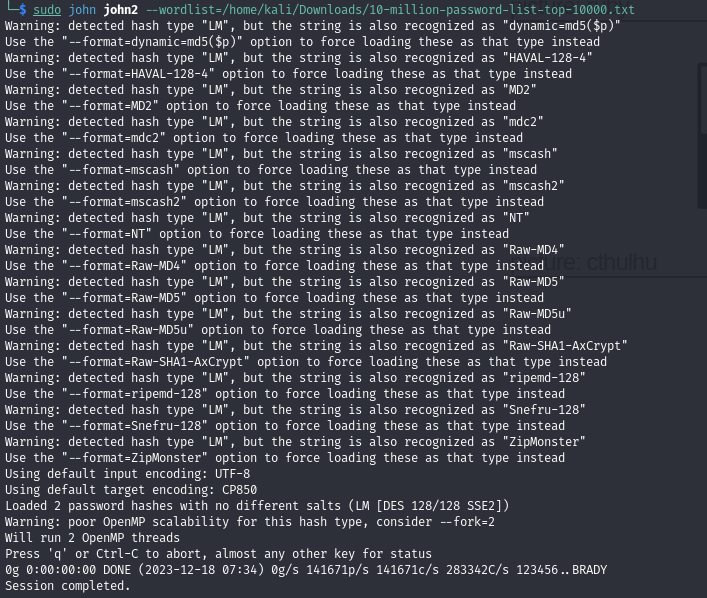 └─$ sudo john john2 --wordlist=/home/kali/Downloads/10-million-password-list-top-10000.txt
Warning: detected hash type "LM", but the string is also recognized as "dynamic=md5($p)"
Use the "--format=dynamic=md5($p)" option to force loading these as that type instead
Warning: detected hash type "LM", but the string is also recognized as "HAVAL-128-4"
Use the "--format=HAVAL-128-4" option to force loading these as that type instead
Warning: detected hash type "LM", but the string is also recognized as "MD2"
Use the "--format=MD2" option to force loading these as that type instead
Warning: detected hash type "LM", but the string is also recognized as "mdc2"
Use the "--format=mdc2" option to force loading these as that type instead
Warning: detected hash type "LM", but the string is also recognized as "mscash"
Use the "--format=mscash" option to force loading these as that type instead
Warning: detected hash type "LM", but the string is also recognized as "mscash2"
Use the "--format=mscash2" option to force loading these as that type instead
Warning: detected hash type "LM", but the string is also recognized as "NT"
Use the "--format=NT" option to force loading these as that type instead
Warning: detected hash type "LM", but the string is also recognized as "Raw-MD4"
Use the "--format=Raw-MD4" option to force loading these as that type instead
cthulhu
Warning: detected hash type "LM", but the string is also recognized as "Raw-MD5"
Use the "--format=Raw-MD5" option to force loading these as that type instead
Warning: detected hash type "LM", but the string is also recognized as "Raw-MD5u"
Use the "--format=Raw-MD5u" option to force loading these as that type instead
Warning: detected hash type "LM", but the string is also recognized as "Raw-SHA1-AxCrypt"
Use the "--format=Raw-SHA1-AxCrypt" option to force loading these as that type instead
Warning: detected hash type "LM", but the string is also recognized as "ripemd-128"
Use the "--format=ripemd-128" option to force loading these as that type instead
Warning: detected hash type "LM", but the string is also recognized as "Snefru-128"
Use the "--format=Snefru-128" option to force loading these as that type instead
Warning: detected hash type "LM", but the string is also recognized as "ZipMonster"
Use the "--format=ZipMonster" option to force loading these as that type instead
Using default input encoding: UTF-8
Using default target encoding: CP850
Loaded 2 password hashes with no different salts (LM [DES 128/128 SSE2])
Warning: poor OpenMP scalability for this hash type, consider --fork=2
Will run 2 OpenMP threads
Press 'q' or Ctrl-C to abort, almost any other key for status
0g 0:00:00:00 DONE (2023-12-18 07:34) 0g/s 141671p/s 141671c/s 283342C/s 123456..BRADY
Session completed.